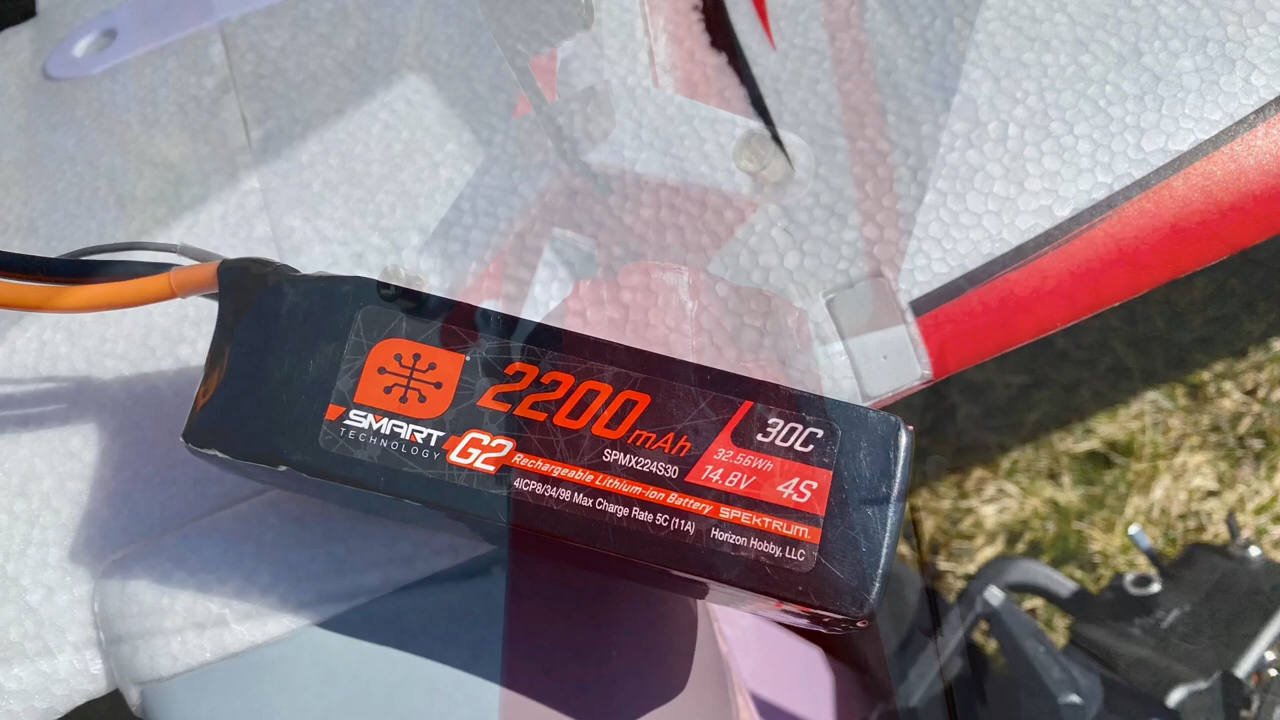 SMART
TECHNOLOGY
G2
2200mAh
SPMX224S30
Rechargeable Lithium-ion Battery SPEKTRUM.
4ICP8/34/98 Max Charge Rate 5C (11A)
Horizon Hobby, LLC
30C
32.56Wh
14.8V
4S